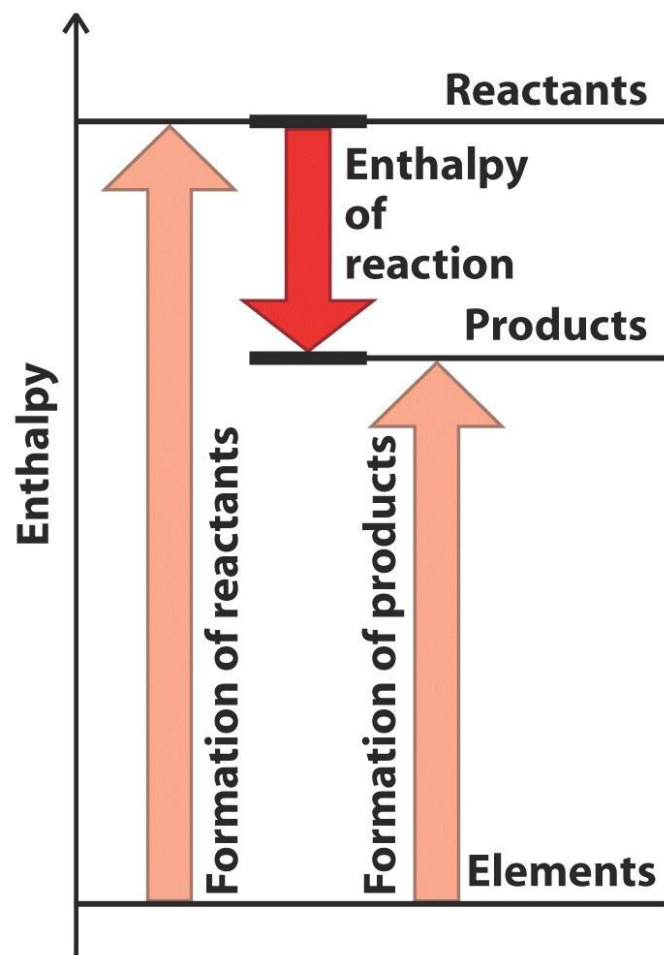 Reactants
Enthalpy
of
reaction
Products
Enthalpy
Formation of reactants
Formation of products
Elements